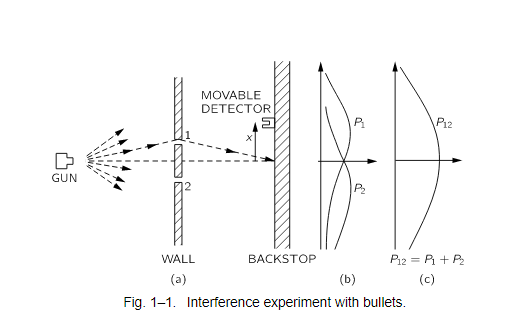 MOVABLE
DETECTOR
1
x
P1
P12
GUN
2
P2
WALL
BACKSTOP
P12 = P1 + P2
(a)
(b)
(c)
Fig. 1–1. Interference experiment with bullets.